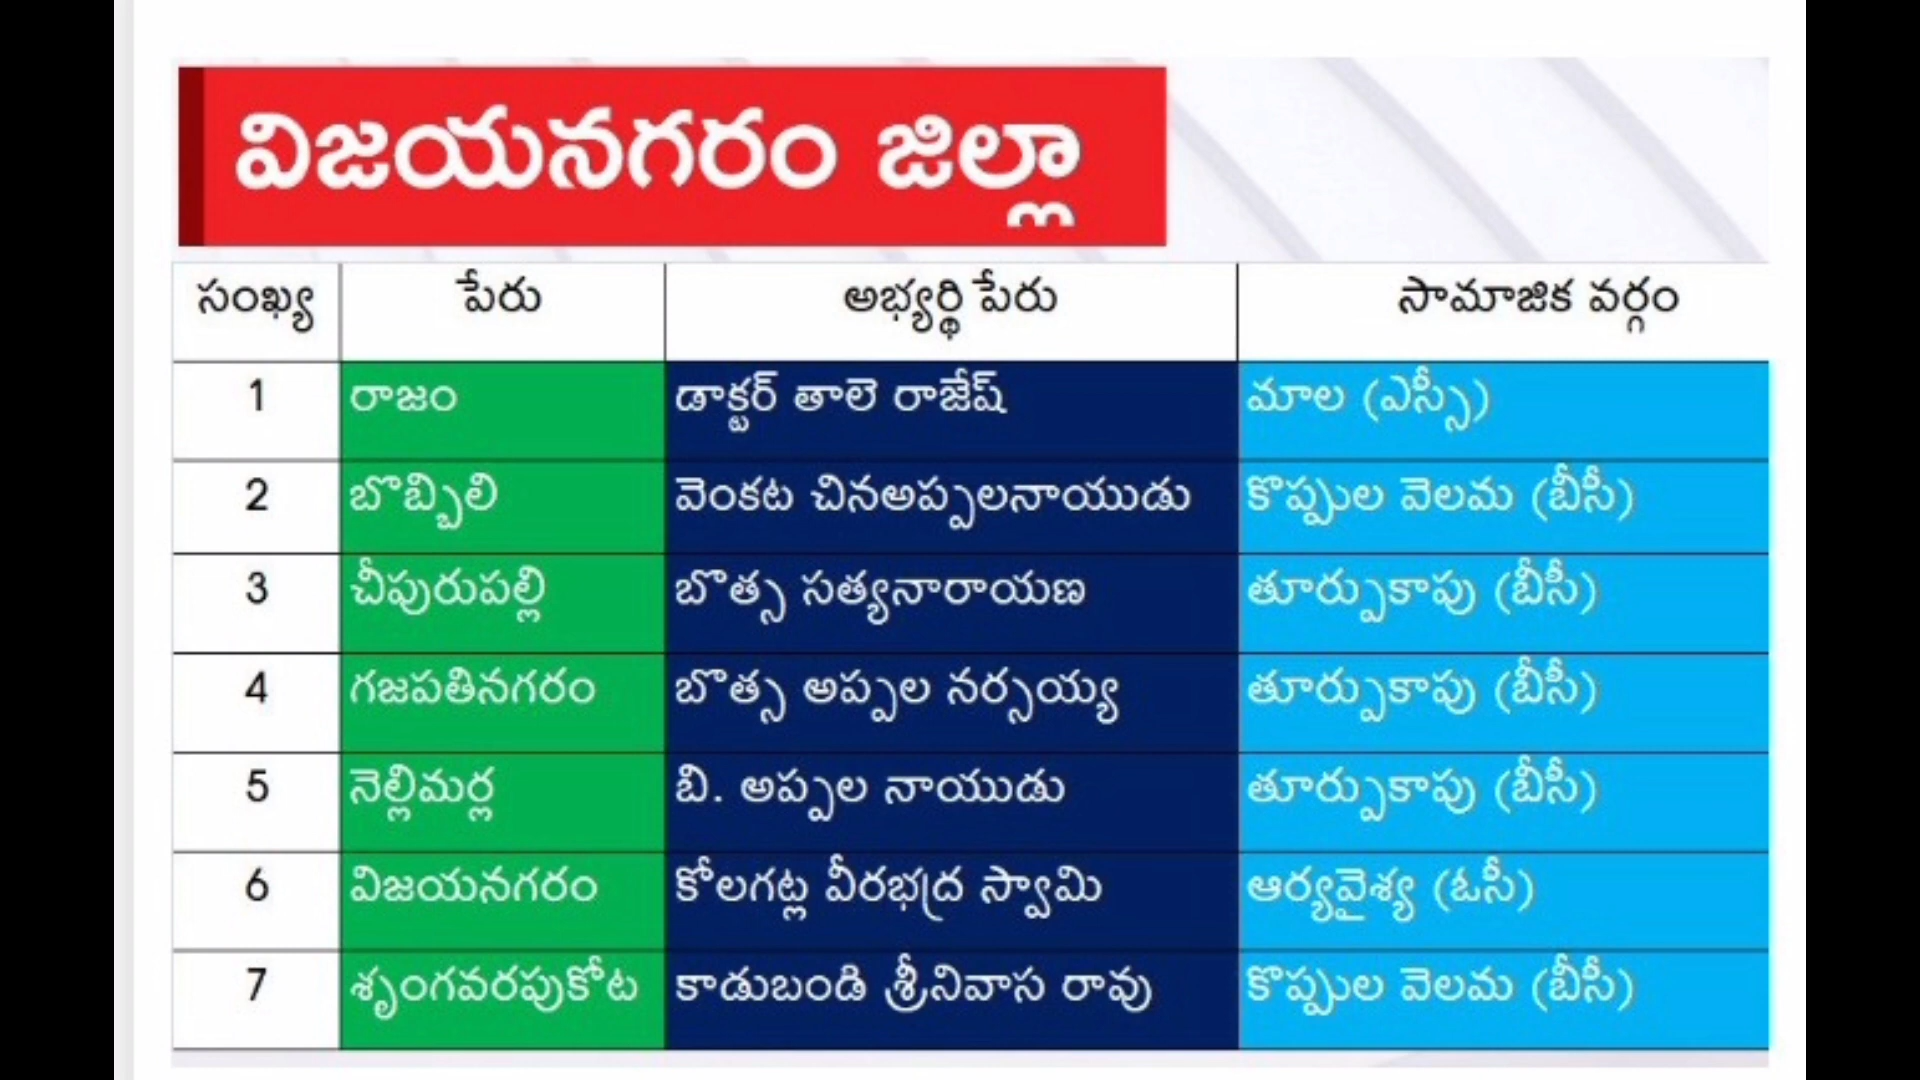 విజయనగరం జిల్లా
సంఖ్య పేరు అభ్యర్థి పేరు సామాజిక వర్గం
1 రాజం డాక్టర్ తాలె రాజేష్ మాల (ఎస్సీ)
2 బొబ్బిలి వెంకట చినఅప్పలనాయుడు కొప్పుల వెలమ (బీసీ)
3 చీపురుపల్లి బొత్స సత్యనారాయణ తూర్పుకాపు (బీసీ)
4 గజపతినగరం బొత్స అప్పల నర్సయ్య తూర్పుకాపు (బీసీ)
5 నెల్లిమర్ల బి. అప్పల నాయుడు తూర్పుకాపు (బీసీ)
6 విజయనగరం కోలగట్ల వీరభద్ర స్వామి ఆర్యవైశ్య (ఓసీ)
7 శృంగవరపుకోట కాడుబండి శ్రీనివాస రావు కొప్పుల వెలమ (బీసీ)